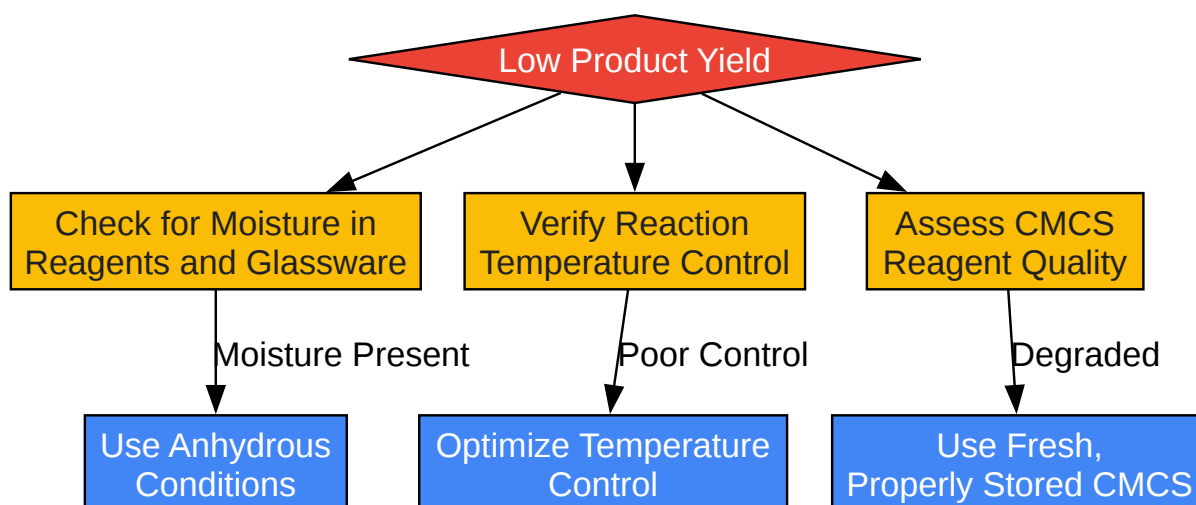 Low Product Yield
Check for Moisture in
Reagents and Glassware
Verify Reaction
Temperature Control
Assess CMCS
Reagent Quality
Moisture Present
Poor Control
Degraded
Use Anhydrous
Conditions
Optimize Temperature
Control
Use Fresh,
Properly Stored CMCS